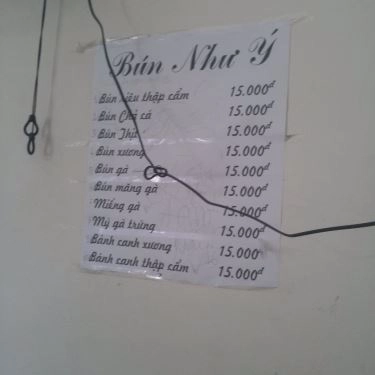 Bún Như Ý
Bún riêu thập cẩm 15.000đ
Bún Chả cá 15.000đ
Bún Thịt 15.000đ
Bún xương 15.000đ
Bún gà 15.000đ
Bún măng gà 15.000đ
Miếng gà 15.000đ
Mỳ gà trứng 15.000đ
Bánh canh xương 15.000đ
Bánh canh thập cẩm 15.000đ